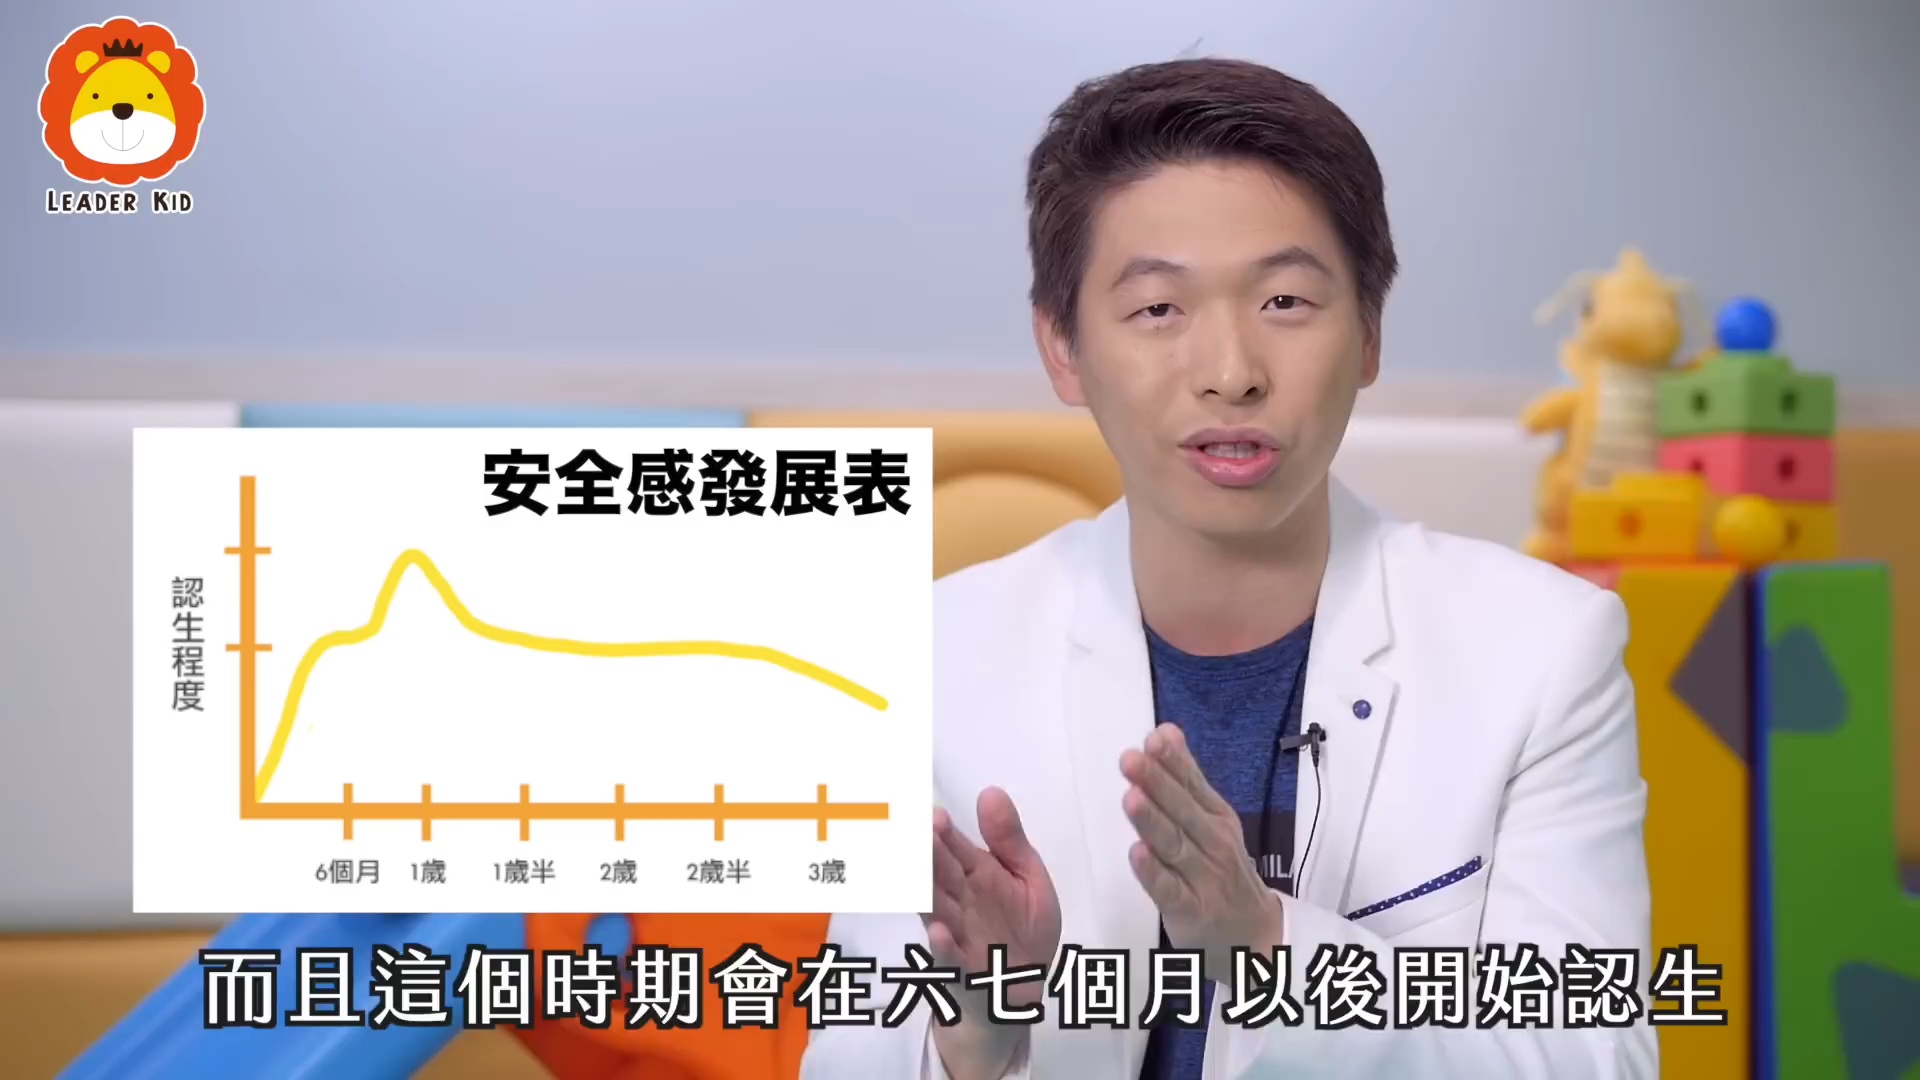 LEADER KID
安全感發展表
認生程度
6個月 1歲 1歲半 2歲 2歲半 3歲
MILA
而且這個時期會在六七個月以後開始認生